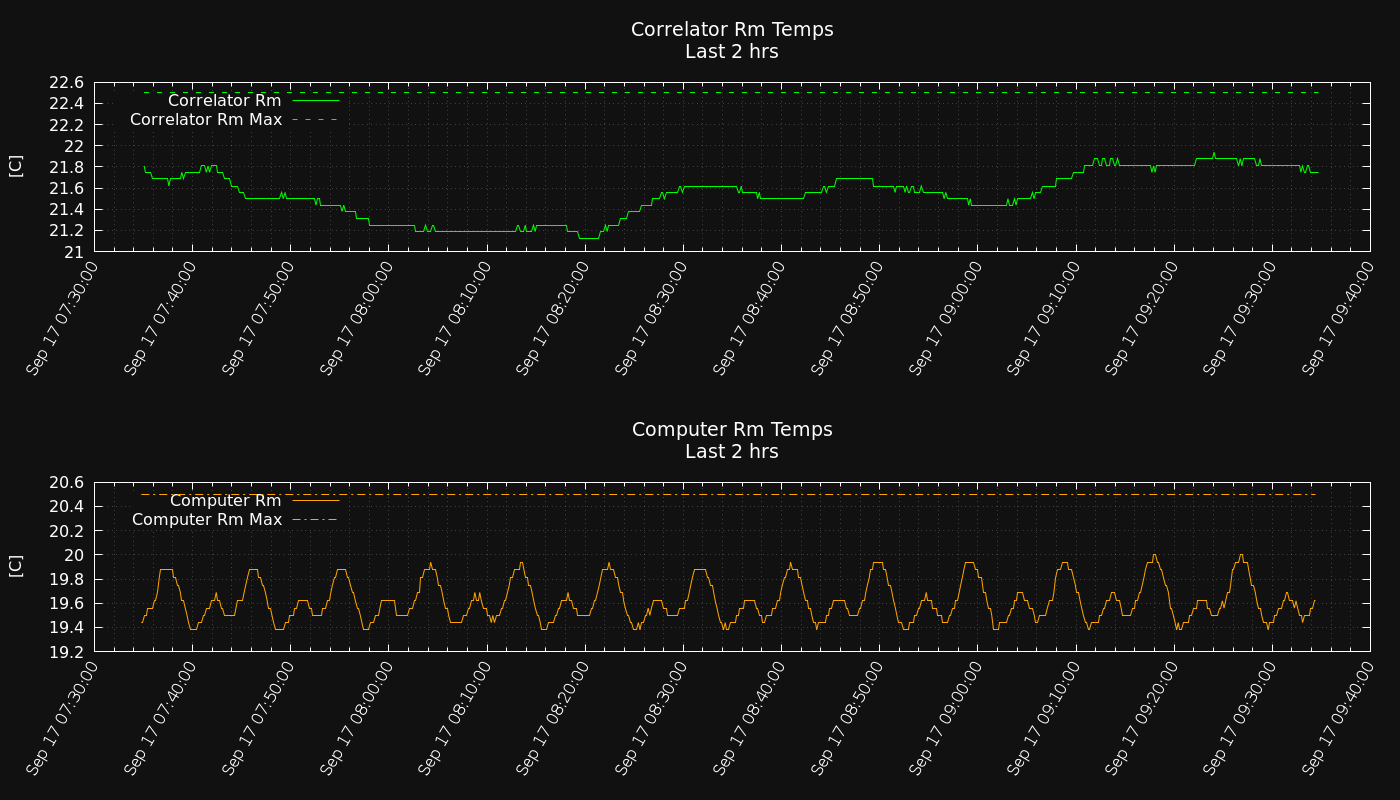 Correlator Rm Temps
Last 2 hrs
22.6
22.4
22.2
22
21.8
21.6
21.4
21.2
21
[C]
Correlator Rm
Correlator Rm Max
Sep 17 07:30:00
Sep 17 07:40:00
Sep 17 07:50:00
Sep 17 08:00:00
Sep 17 08:10:00
Sep 17 08:20:00
Sep 17 08:30:00
Sep 17 08:40:00
Sep 17 08:50:00
Sep 17 09:00:00
Sep 17 09:10:00
Sep 17 09:20:00
Sep 17 09:30:00
Sep 17 09:40:00
Computer Rm Temps
Last 2 hrs
20.6
20.4
20.2
20
19.8
19.6
19.4
19.2
[C]
Computer Rm
Computer Rm Max
Sep 17 07:30:00
Sep 17 07:40:00
Sep 17 07:50:00
Sep 17 08:00:00
Sep 17 08:10:00
Sep 17 08:20:00
Sep 17 08:30:00
Sep 17 08:40:00
Sep 17 08:50:00
Sep 17 09:00:00
Sep 17 09:10:00
Sep 17 09:20:00
Sep 17 09:30:00
Sep 17 09:40:00